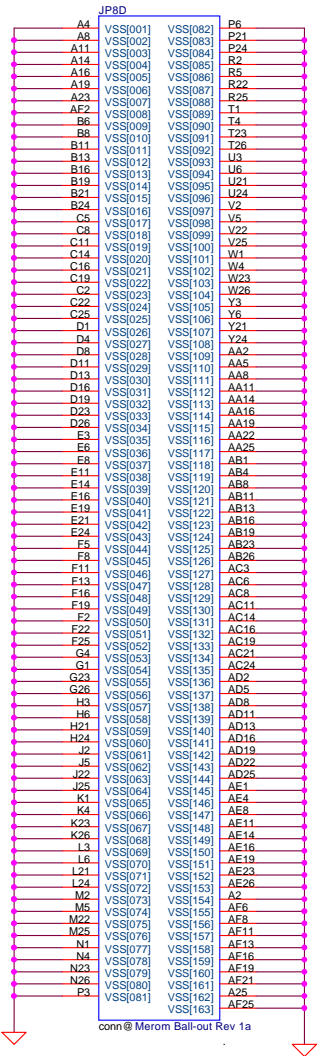 JP8D
A4 VSS[001] VSS[082] P6
A8 VSS[002] VSS[083] P21
A11 VSS[003] VSS[084] P24
A14 VSS[004] VSS[085] R2
A16 VSS[005] VSS[086] R5
A19 VSS[006] VSS[087] R22
A23 VSS[007] VSS[088] R25
AF2 VSS[008] VSS[089] T1
B6 VSS[009] VSS[090] T4
B8 VSS[010] VSS[091] T23
B11 VSS[011] VSS[092] T26
B13 VSS[012] VSS[093] U3
B16 VSS[013] VSS[094] U6
B19 VSS[014] VSS[095] U21
B21 VSS[015] VSS[096] U24
B24 VSS[016] VSS[097] V2
C5 VSS[017] VSS[098] V5
C8 VSS[018] VSS[099] V22
C11 VSS[019] VSS[100] V25
C14 VSS[020] VSS[101] W1
C16 VSS[021] VSS[102] W4
C19 VSS[022] VSS[103] W23
C2 VSS[023] VSS[104] W26
C22 VSS[024] VSS[105] Y3
C25 VSS[025] VSS[106] Y6
D1 VSS[026] VSS[107] Y21
D4 VSS[027] VSS[108] Y24
D8 VSS[028] VSS[109] AA2
D11 VSS[029] VSS[110] AA5
D13 VSS[030] VSS[111] AA8
D16 VSS[031] VSS[112] AA11
D19 VSS[032] VSS[113] AA14
D23 VSS[033] VSS[114] AA16
D26 VSS[034] VSS[115] AA19
E3 VSS[035] VSS[116] AA22
E6 VSS[036] VSS[117] AA25
E8 VSS[037] VSS[118] AB1
E11 VSS[038] VSS[119] AB4
E14 VSS[039] VSS[120] AB8
E16 VSS[040] VSS[121] AB11
E19 VSS[041] VSS[122] AB13
E21 VSS[042] VSS[123] AB16
E24 VSS[043] VSS[124] AB19
F5 VSS[044] VSS[125] AB23
F8 VSS[045] VSS[126] AB26
F11 VSS[046] VSS[127] AC3
F13 VSS[047] VSS[128] AC6
F16 VSS[048] VSS[129] AC8
F19 VSS[049] VSS[130] AC11
F2 VSS[050] VSS[131] AC14
F22 VSS[051] VSS[132] AC16
F25 VSS[052] VSS[133] AC19
G4 VSS[053] VSS[134] AC21
G1 VSS[054] VSS[135] AC24
G23 VSS[055] VSS[136] AD2
G26 VSS[056] VSS[137] AD5
H3 VSS[057] VSS[138] AD8
H6 VSS[058] VSS[139] AD11
H21 VSS[059] VSS[140] AD13
H24 VSS[060] VSS[141] AD16
J2 VSS[061] VSS[142] AD19
J5 VSS[062] VSS[143] AD22
J22 VSS[063] VSS[144] AD25
J25 VSS[064] VSS[145] AE1
K1 VSS[065] VSS[146] AE4
K4 VSS[066] VSS[147] AE8
K23 VSS[067] VSS[148] AE11
K26 VSS[068] VSS[149] AE14
L3 VSS[069] VSS[150] AE16
L6 VSS[070] VSS[151] AE19
L21 VSS[071] VSS[152] AE23
L24 VSS[072] VSS[153] AE26
M2 VSS[073] VSS[154] A2
M5 VSS[074] VSS[155] AF6
M22 VSS[075] VSS[156] AF8
M25 VSS[076] VSS[157] AF11
N1 VSS[077] VSS[158] AF13
N4 VSS[078] VSS[159] AF16
N23 VSS[079] VSS[160] AF19
N26 VSS[080] VSS[161] AF21
P3 VSS[081] VSS[162] A25
VSS[163] AF25
conn@ Merom Ball-out Rev 1a
.